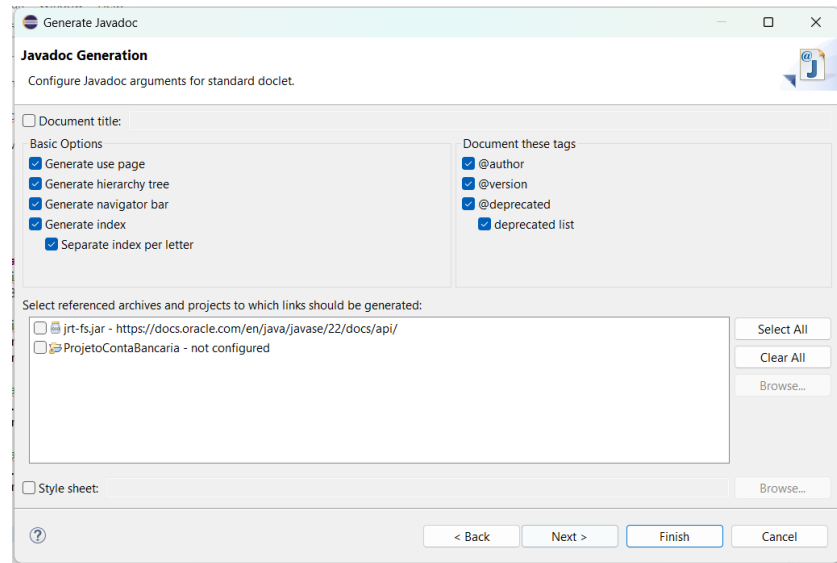 Generate Javadoc
Javadoc Generation
Configure Javadoc arguments for standard doclet.
Document title:
Basic Options
Generate use page
Generate hierarchy tree
Generate navigator bar
Generate index
Separate index per letter
Document these tags
@author
@version
@deprecated
deprecated list
Select referenced archives and projects to which links should be generated:
jrt-fs.jar - https://docs.oracle.com/en/java/javase/22/docs/api/
ProjetoContaBancaria - not configured
Select All
Clear All
Browse...
Style sheet:
Browse...
< Back
Next >
Finish
Cancel